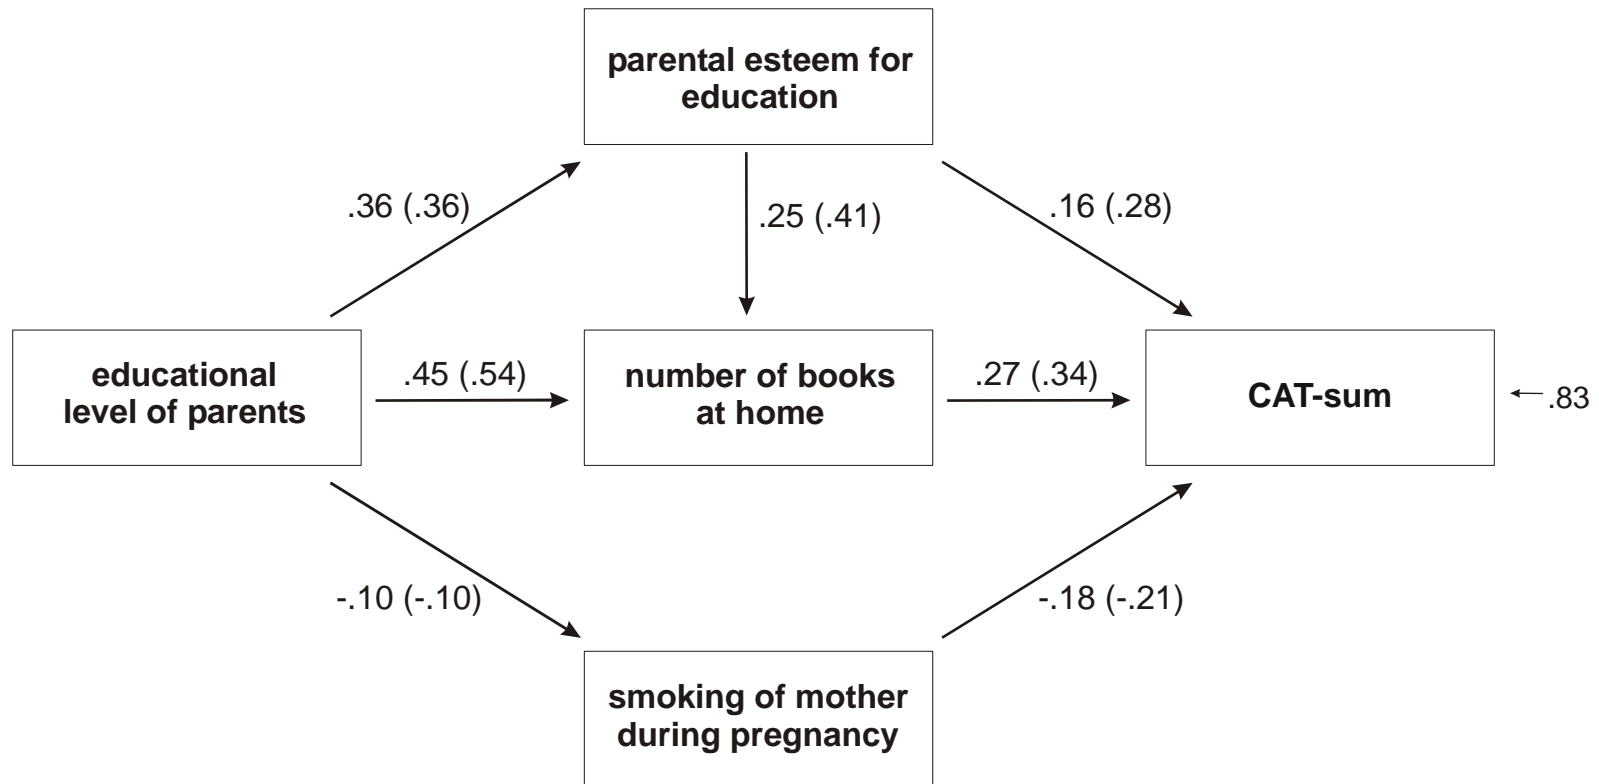 parental esteem for
education
.36 (.36)
.25 (.41)
.16 (.28)
educational
level of parents
.45 (.54)
number of books
at home
.27 (.34)
CAT-sum
.83
-.10 (-.10)
-.18 (-.21)
smoking of mother
during pregnancy